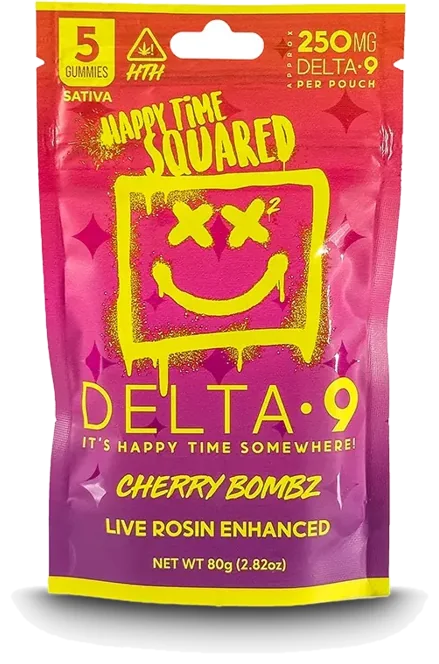 5
GUMMIES
SATIVA
HTH
APPROX
250MG
DELTA•9
PER POUCH
HAPPY TiME
SQUARED
XX²
DELTA•9
IT'S HAPPY TIME SOMEWHERE!
CHERRY BOMBZ
LIVE ROSIN ENHANCED
NET WT 80g (2.82oz)